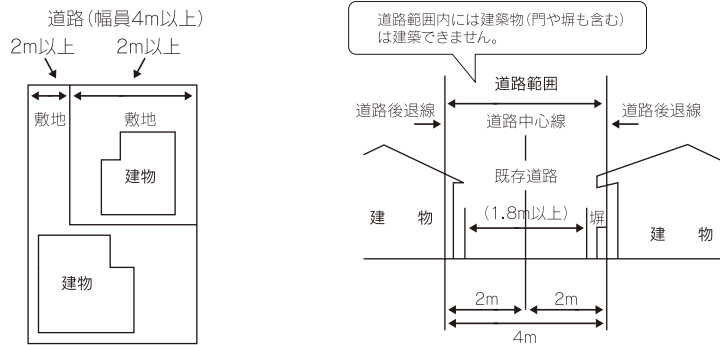 道路（幅員4m以上）
2m以上
2m以上
敷地
敷地
建物
建物
道路範囲内には建築物（門や塀も含む）
は建築できません。
道路範囲
道路後退線
道路中心線
道路後退線
既存道路
（1.8m以上）
塀
建　物
建　物
2m
2m
4m